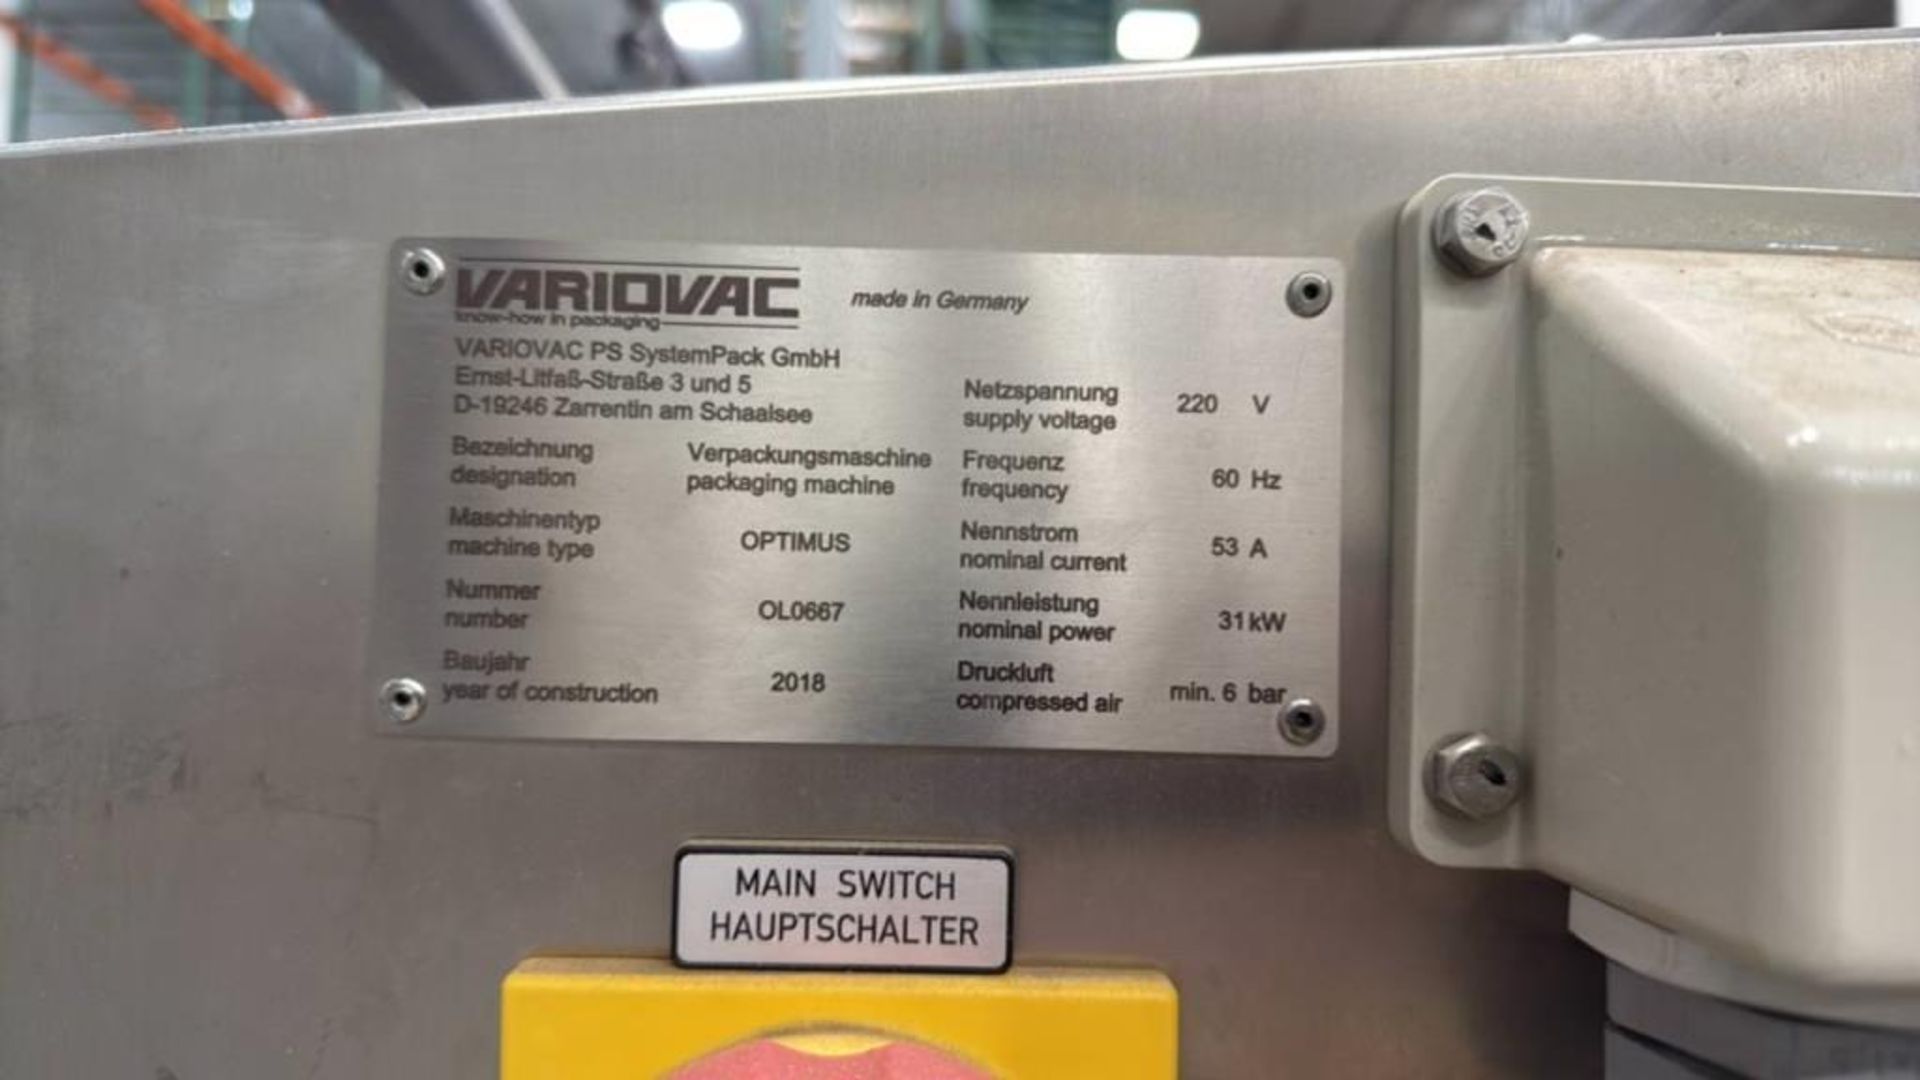 VARIOVAC
know-how in packaging
made in Germany
VARIOVAC PS SystemPack GmbH
Ernst-Litfaß-Straße 3 und 5
D-19246 Zarrentin am Schaalsee
Bezeichnung Verpackungsmaschine
designation packaging machine
Maschinentyp
machine type OPTIMUS
Nummer
number OL0667
Baujahr
year of construction 2018
Netzspannung
supply voltage 220 V
Frequenz
frequency 60 Hz
Nennstrom
nominal current 53 A
Nennleistung
nominal power 31 kW
Druckluft
compressed air min. 6 bar
MAIN SWITCH
HAUPTSCHALTER